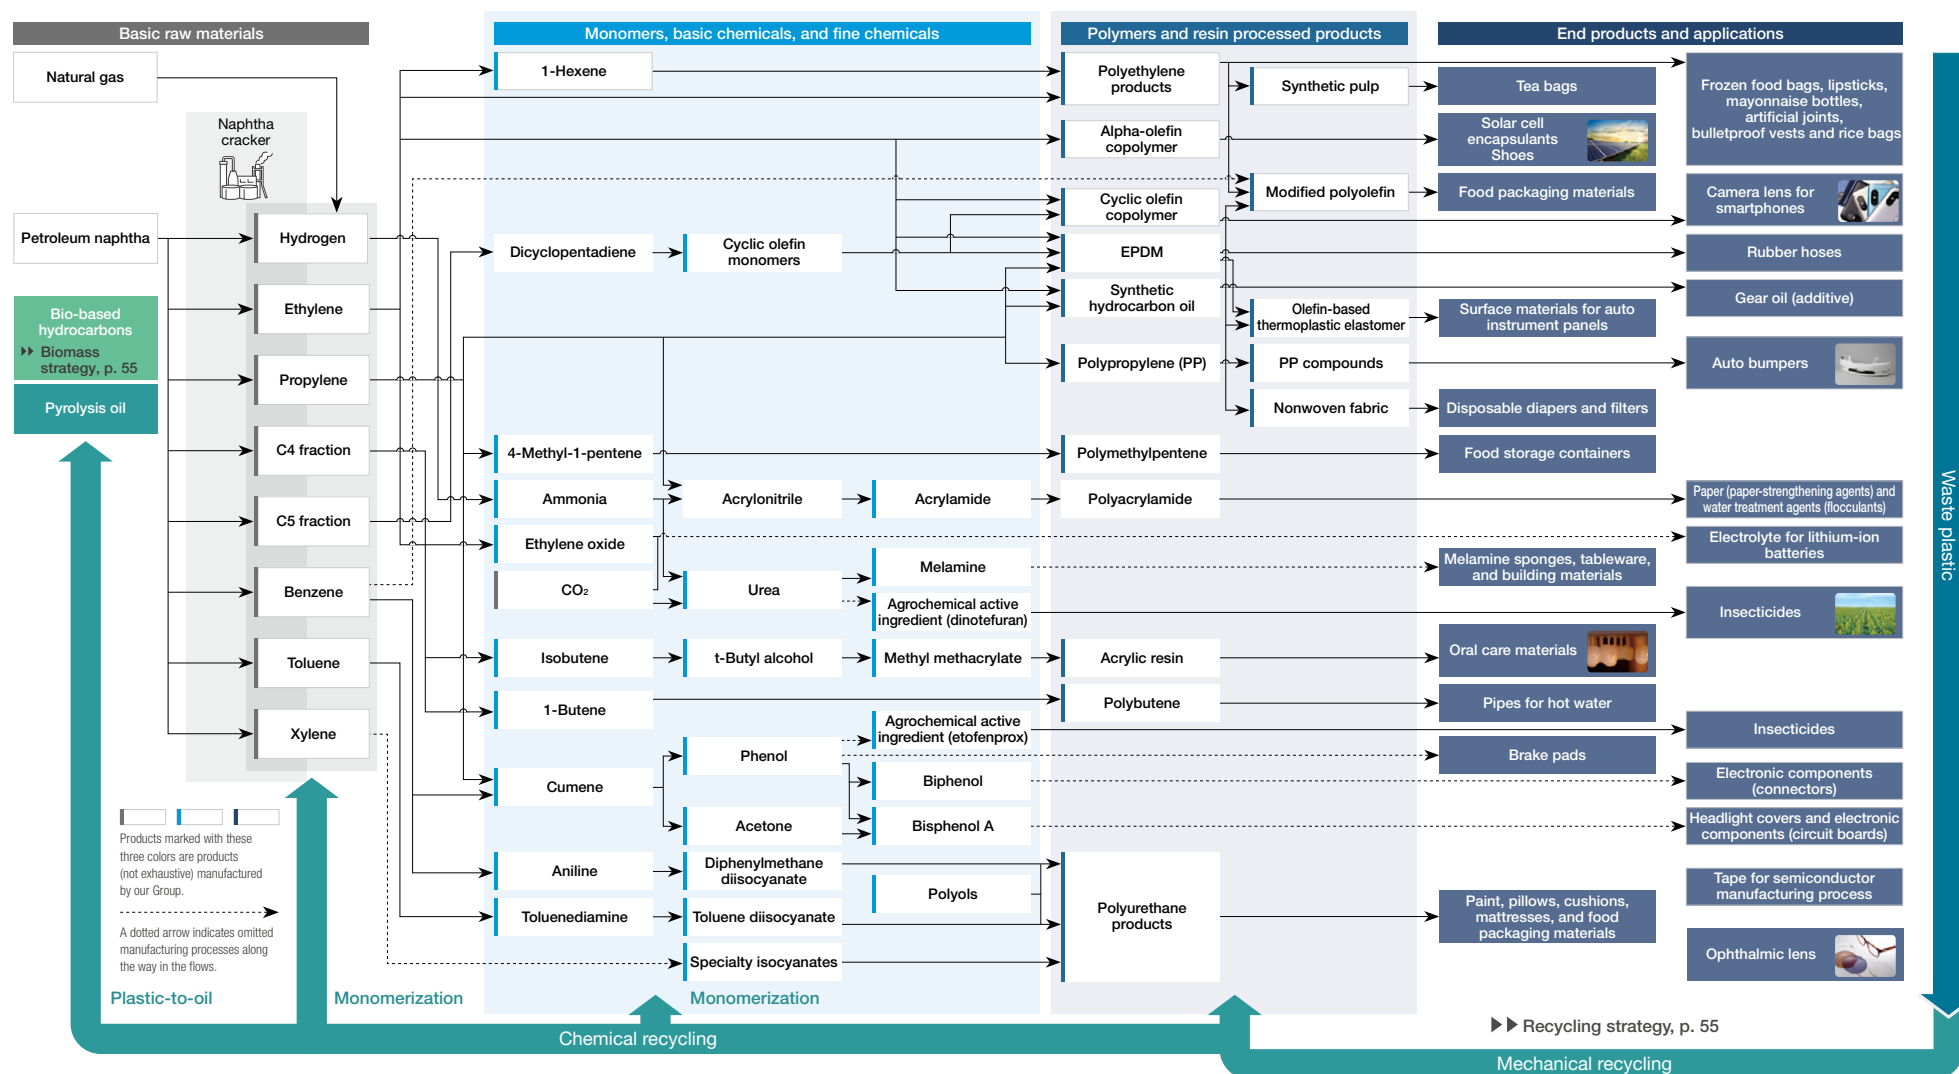 Basic raw materials
Monomers, basic chemicals, and fine chemicals
Polymers and resin processed products
End products and applications
Natural gas
Naphtha
cracker
Petroleum naphtha
Bio-based
hydrocarbons
Biomass
strategy, p. 55
Pyrolysis oil
Hydrogen
Ethylene
Propylene
C4 fraction
C5 fraction
Benzene
Toluene
Xylene
1-Hexene
Dicyclopentadiene
Cyclic olefin
monomers
4-Methyl-1-pentene
Ammonia
Acrylonitrile
Acrylamide
Ethylene oxide
CO₂
Urea
Melamine
Agrochemical active
ingredient (dinotefuran)
Isobutene
t-Butyl alcohol
Methyl methacrylate
1-Butene
Agrochemical active
ingredient (etofenprox)
Phenol
Cumene
Biphenol
Acetone
Bisphenol A
Aniline
Diphenylmethane
diisocyanate
Polyols
Toluenediamine
Toluene diisocyanate
Specialty isocyanates
Polyethylene
products
Synthetic pulp
Alpha-olefin
copolymer
Modified polyolefin
Cyclic olefin
copolymer
EPDM
Synthetic
hydrocarbon oil
Olefin-based
thermoplastic elastomer
Polypropylene (PP)
PP compounds
Nonwoven fabric
Polymethylpentene
Polyacrylamide
Acrylic resin
Polybutene
Polyurethane
products
Tea bags
Solar cell
encapsulants
Shoes
Food packaging materials
Surface materials for auto
instrument panels
Disposable diapers and filters
Food storage containers
Melamine sponges, tableware,
and building materials
Oral care materials
Pipes for hot water
Brake pads
Paint, pillows, cushions,
mattresses, and food
packaging materials
Frozen food bags, lipsticks,
mayonnaise bottles,
artificial joints,
bulletproof vests and rice bags
Camera lens for
smartphones
Rubber hoses
Gear oil (additive)
Auto bumpers
Paper (paper-strengthening agents) and
water treatment agents (flocculants)
Electrolyte for lithium-ion
batteries
Insecticides
Insecticides
Electronic components
(connectors)
Headlight covers and electronic
components (circuit boards)
Tape for semiconductor
manufacturing process
Ophthalmic lens
Waste plastic
Products marked with these
three colors are products
(not exhaustive) manufactured
by our Group.
A dotted arrow indicates omitted
manufacturing processes along
the way in the flows.
Plastic-to-oil
Monomerization
Monomerization
Chemical recycling
Recycling strategy, p. 55
Mechanical recycling